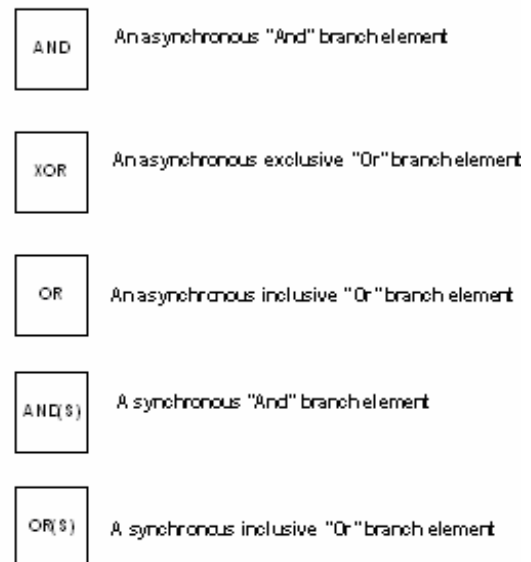 AND An asynchronous "And" branch element
XOR An asynchronous exclusive "Or" branch element
OR An asynchronous inclusive "Or" branch element
AND(S) A synchronous "And" branch element
OR(S) A synchronous inclusive "Or" branch element